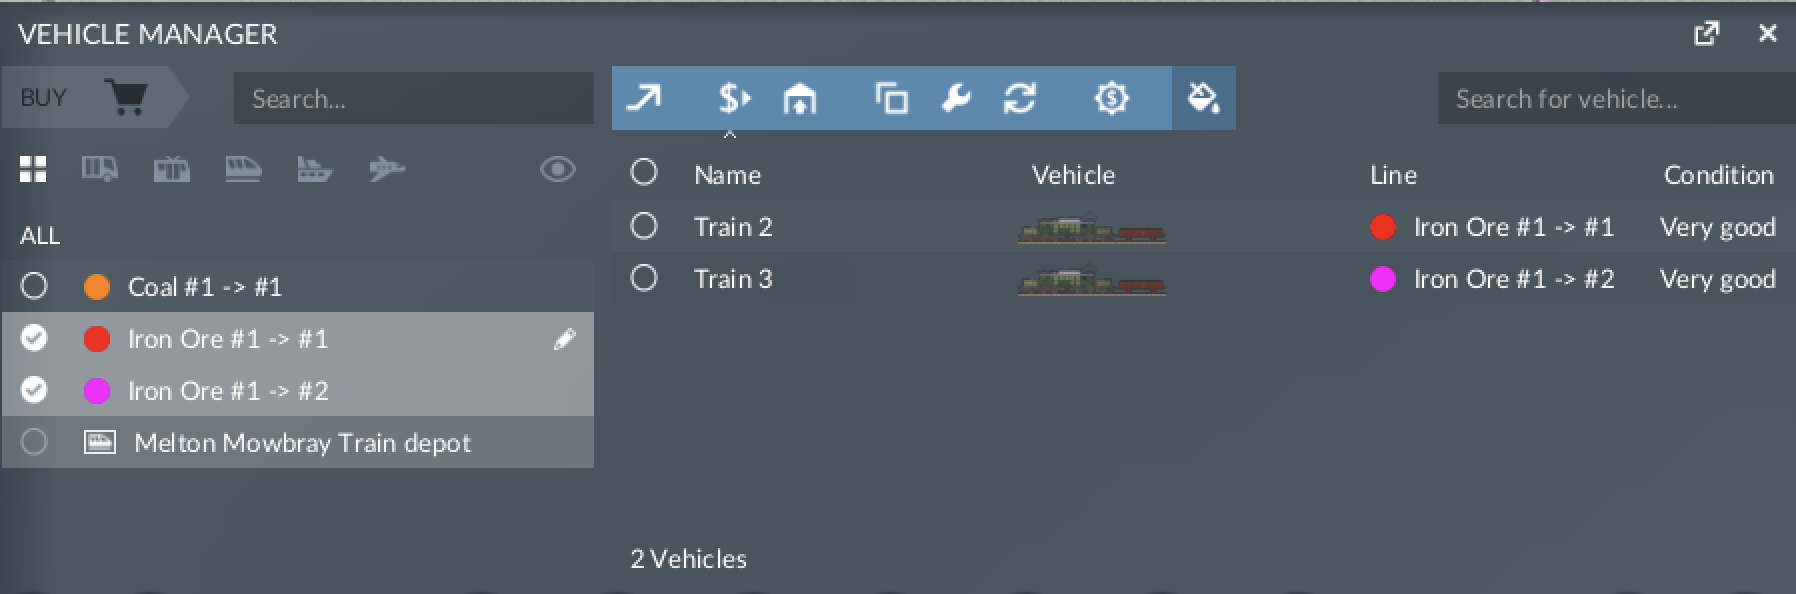 VEHICLE MANAGER
BUY
Search...
Search for vehicle...
ALL
Coal #1 -> #1
Iron Ore #1 -> #1
Iron Ore #1 -> #2
Melton Mowbray Train depot
Name Vehicle Line Condition
Train 2 Iron Ore #1 -> #1 Very good
Train 3 Iron Ore #1 -> #2 Very good
2 Vehicles